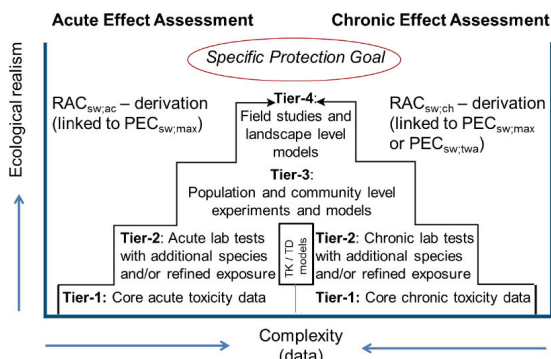 Acute Effect Assessment
Chronic Effect Assessment
Specific Protection Goal
RACsw;ac – derivation
(linked to PECsw;max)
RACsw;ch – derivation
(linked to PECsw;max
or PECsw;twa)
Tier-4:
Field studies and
landscape level
models
Tier-3:
Population and community level
experiments and models
Tier-2: Acute lab tests
with additional species
and/or refined exposure
TK / TD
models
Tier-2: Chronic lab tests
with additional species
and/or refined exposure
Tier-1: Core acute toxicity data
Tier-1: Core chronic toxicity data
Ecological realism
Complexity
(data)